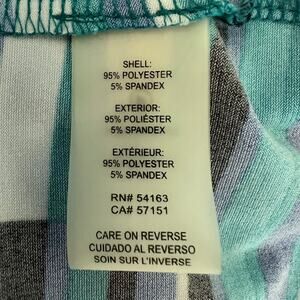 SHELL:
95% POLYESTER
5% SPANDEX
EXTERIOR:
95% POLIÉSTER
5% SPANDEX
EXTÉRIEUR:
95% POLYESTER
5% SPANDEX
RN# 54163
CA# 57151
CARE ON REVERSE
CUIDADO AL REVERSO
SOIN SUR L'INVERSE